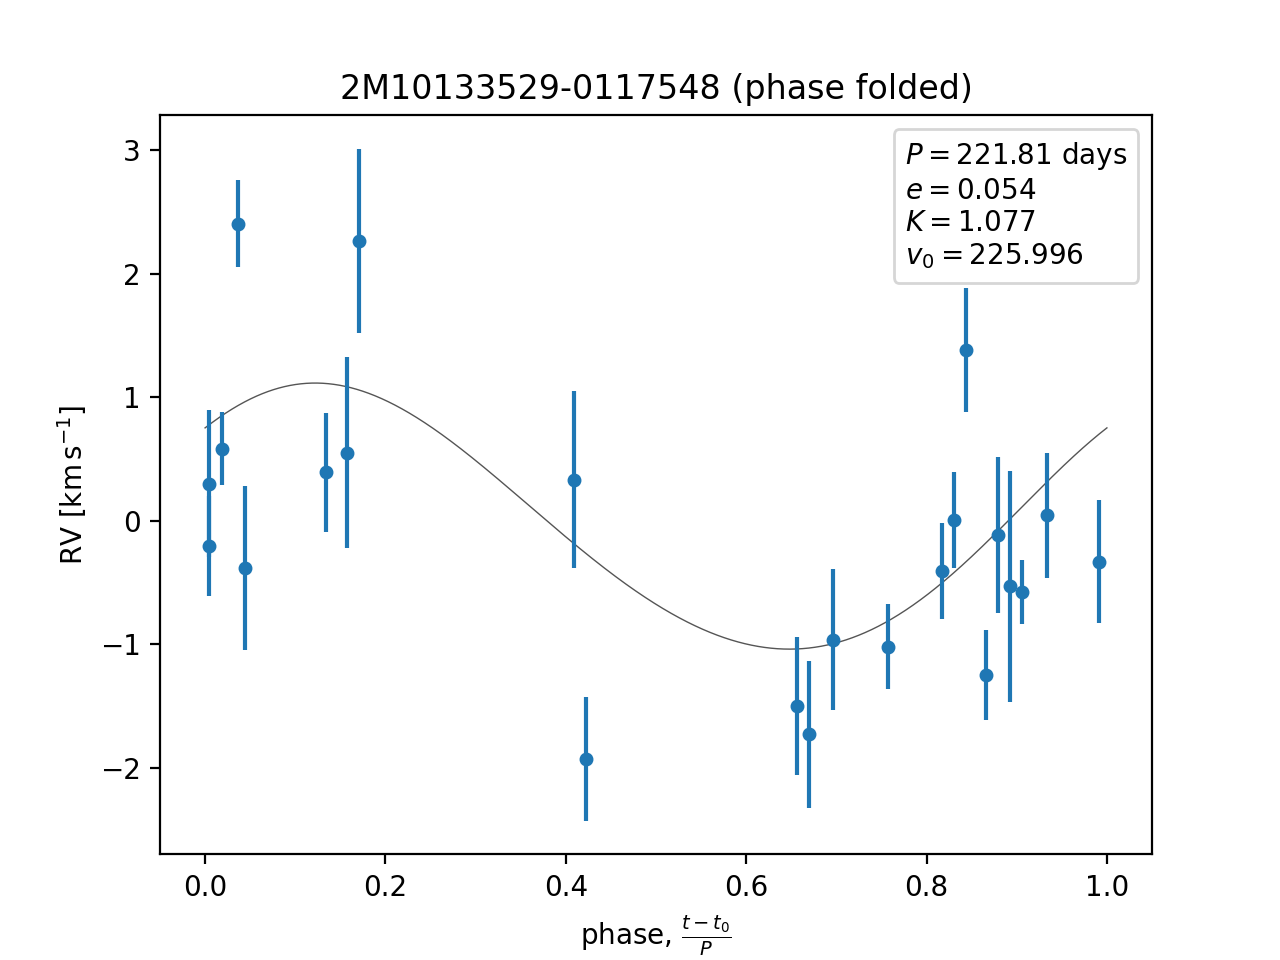 2M10133529-0117548 (phase folded)
P = 221.81 days
e = 0.054
K = 1.077
v₀ = 225.996
RV [km s⁻¹]
3
2
1
0
−1
−2
0.0 0.2 0.4 0.6 0.8 1.0
phase, (t − t₀)/P